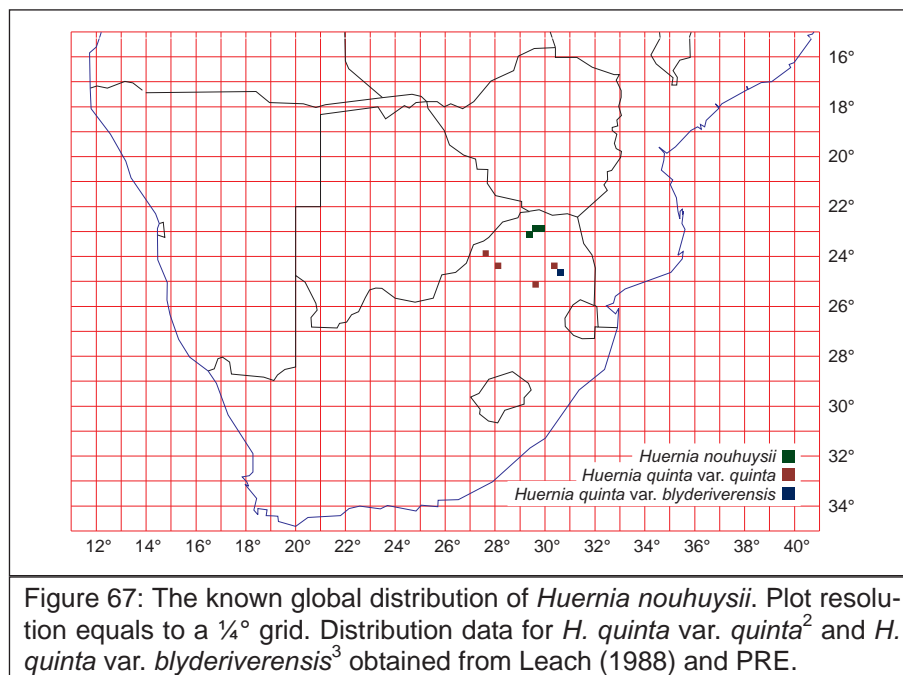 16°
18°
20°
22°
24°
26°
28°
30°
32°
34°
Huernia nouhuysii
Huernia quinta var. quinta
Huernia quinta var. blyderiverensis
12° 14° 16° 18° 20° 22° 24° 26° 28° 30° 32° 34° 36° 38° 40°
Figure 67: The known global distribution of Huernia nouhuysii. Plot resolu-
tion equals to a ¼° grid. Distribution data for H. quinta var. quinta² and H.
quinta var. blyderiverensis³ obtained from Leach (1988) and PRE.